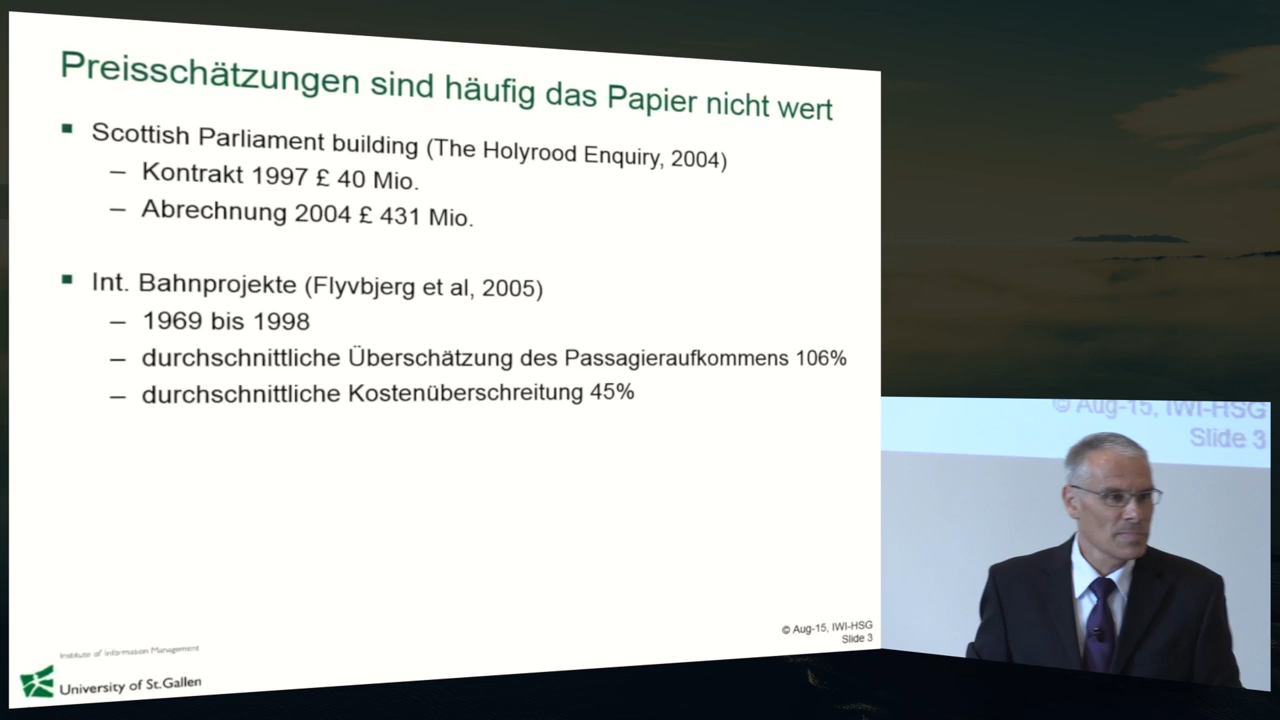 Preisschätzungen sind häufig das Papier nicht wert
Scottish Parliament building (The Holyrood Enquiry, 2004)
– Kontrakt 1997 £ 40 Mio.
– Abrechnung 2004 £ 431 Mio.
Int. Bahnprojekte (Flyvbjerg et al, 2005)
– 1969 bis 1998
– durchschnittliche Überschätzung des Passagieraufkommens 106%
– durchschnittliche Kostenüberschreitung 45%
© Aug-15, IWI-HSG
Slide 3
Institute of Information Management
University of St.Gallen
© Aug-15, IWI-HSG
Slide 3